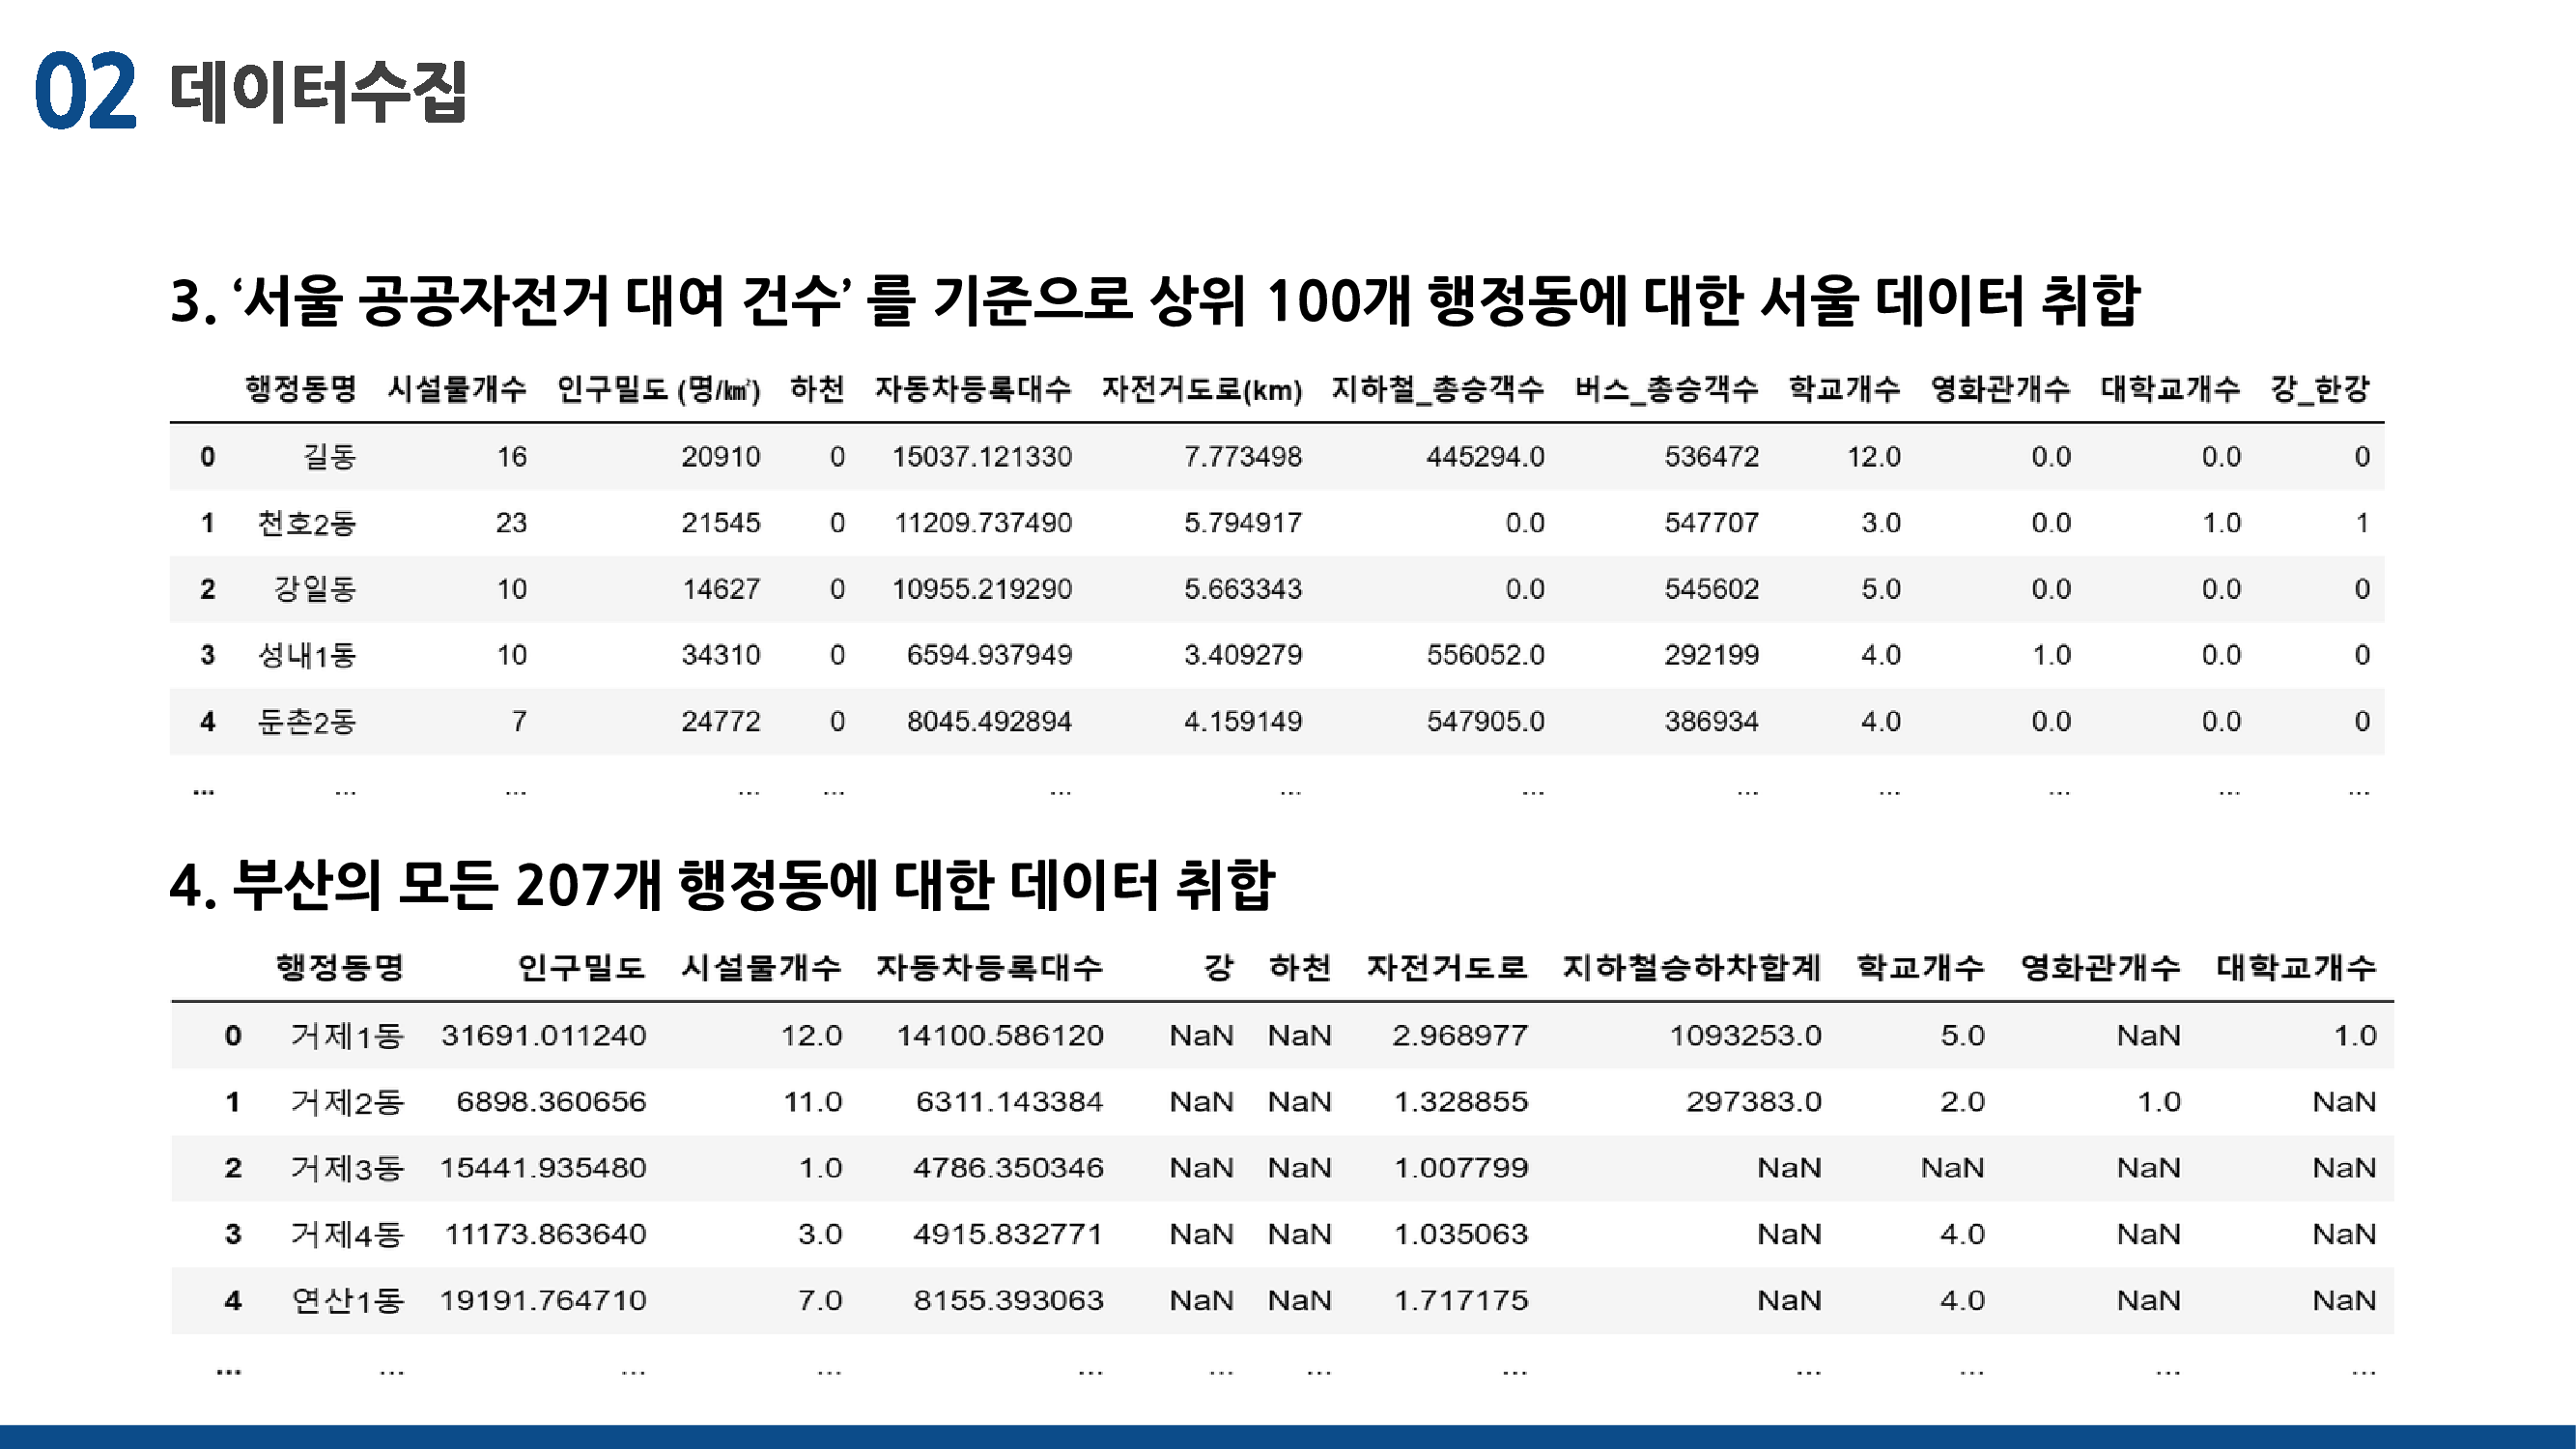 02 데이터수집
3. ‘서울 공공자전거 대여 건수’ 를 기준으로 상위 100개 행정동에 대한 서울 데이터 취합
행정동명 시설물개수 인구밀도 (명/㎢) 하천 자동차등록대수 자전거도로(km) 지하철_총승객수 버스_총승객수 학교개수 영화관개수 대학교개수 강_한강
0 길동 16 20910 0 15037.121330 7.773498 445294.0 536472 12.0 0.0 0.0 0
1 천호2동 23 21545 0 11209.737490 5.794917 0.0 547707 3.0 0.0 1.0 1
2 강일동 10 14627 0 10955.219290 5.663343 0.0 545602 5.0 0.0 0.0 0
3 성내1동 10 34310 0 6594.937949 3.409279 556052.0 292199 4.0 1.0 0.0 0
4 둔촌2동 7 24772 0 8045.492894 4.159149 547905.0 386934 4.0 0.0 0.0 0
... ... ... ... ... ... ... ... ... ... ... ... ...
4. 부산의 모든 207개 행정동에 대한 데이터 취합
행정동명 인구밀도 시설물개수 자동차등록대수 강 하천 자전거도로 지하철승하차합계 학교개수 영화관개수 대학교개수
0 거제1동 31691.011240 12.0 14100.586120 NaN NaN 2.968977 1093253.0 5.0 NaN 1.0
1 거제2동 6898.360656 11.0 6311.143384 NaN NaN 1.328855 297383.0 2.0 1.0 NaN
2 거제3동 15441.935480 1.0 4786.350346 NaN NaN 1.007799 NaN NaN NaN NaN
3 거제4동 11173.863640 3.0 4915.832771 NaN NaN 1.035063 NaN 4.0 NaN NaN
4 연산1동 19191.764710 7.0 8155.393063 NaN NaN 1.717175 NaN 4.0 NaN NaN
... ... ... ... ... ... ... ... ... ... ... ...